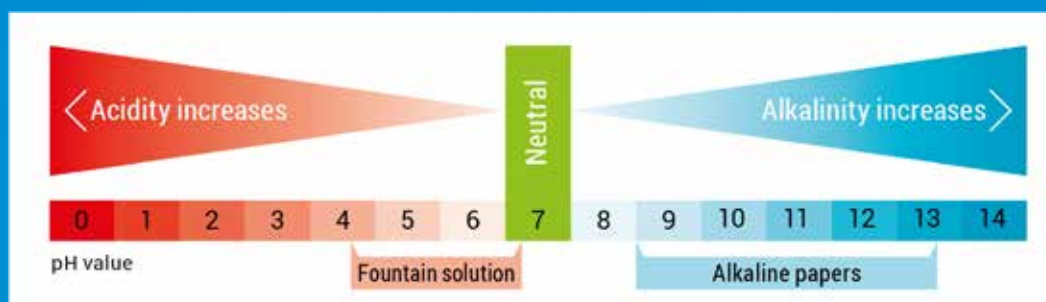 Acidity increases
Neutral
Alkalinity increases
0 1 2 3 4 5 6 7 8 9 10 11 12 13 14
pH value
Fountain solution
Alkaline papers